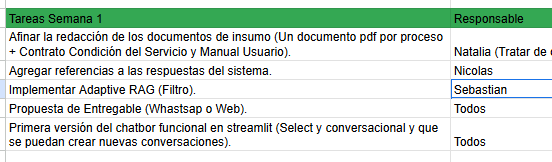 Tareas Semana 1 Responsable
Afinar la redacción de los documentos de insumo (Un documento pdf por proceso
+ Contrato Condición del Servicio y Manual Usuario). Natalia (Tratar de
Agregar referencias a las respuestas del sistema. Nicolas
Implementar Adaptive RAG (Filtro). Sebastian
Propuesta de Entregable (Whastsap o Web). Todos
Primera versión del chatbor funcional en streamlit (Select y conversacional y que
se puedan crear nuevas conversaciones). Todos